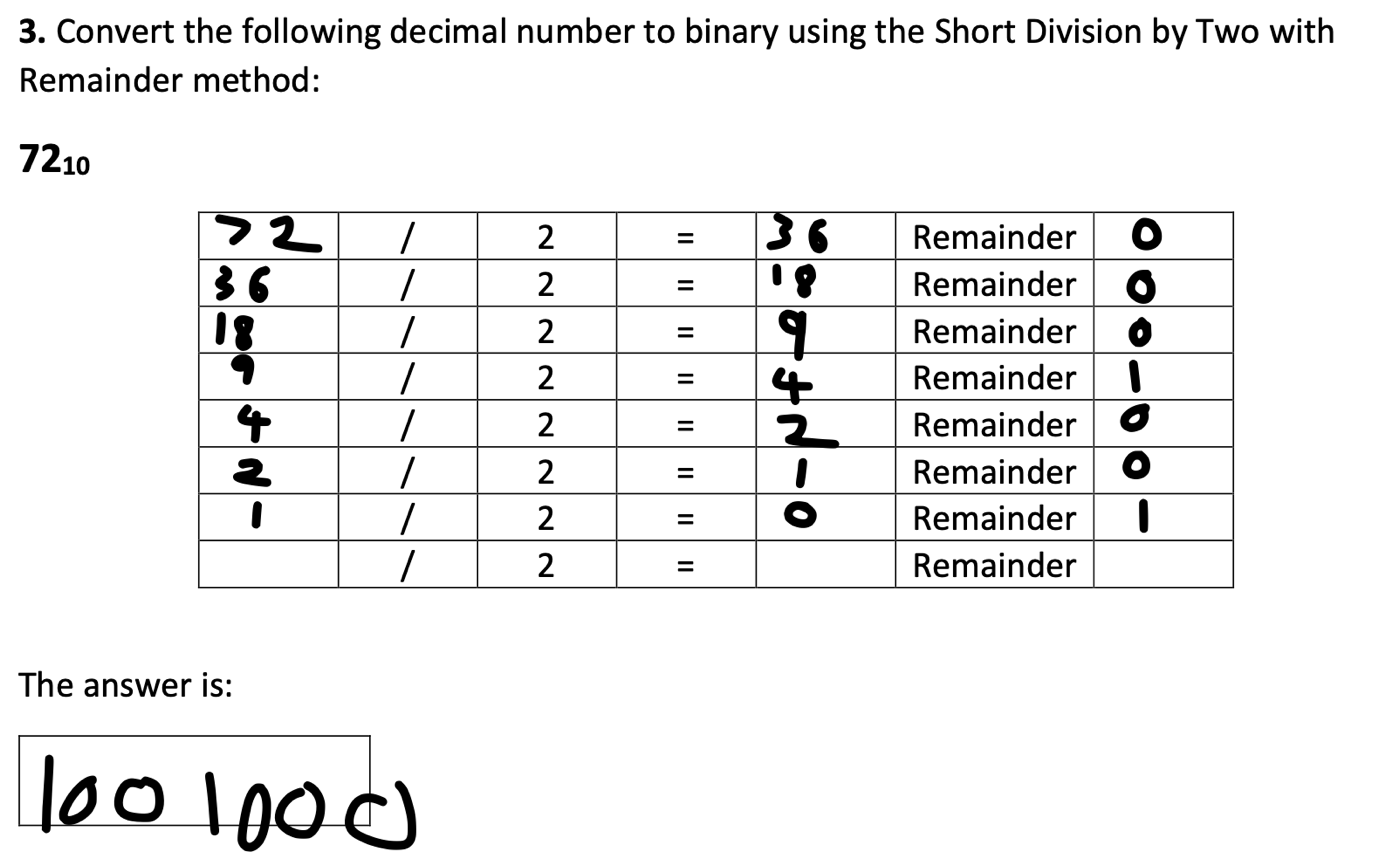 3. Convert the following decimal number to binary using the Short Division by Two with
Remainder method:
72₁₀
72 / 2 = 36 Remainder 0
36 / 2 = 18 Remainder 0
18 / 2 = 9 Remainder 0
9 / 2 = 4 Remainder 1
4 / 2 = 2 Remainder 0
2 / 2 = 1 Remainder 0
1 / 2 = 0 Remainder 1
/ 2 = Remainder
The answer is:
1001000